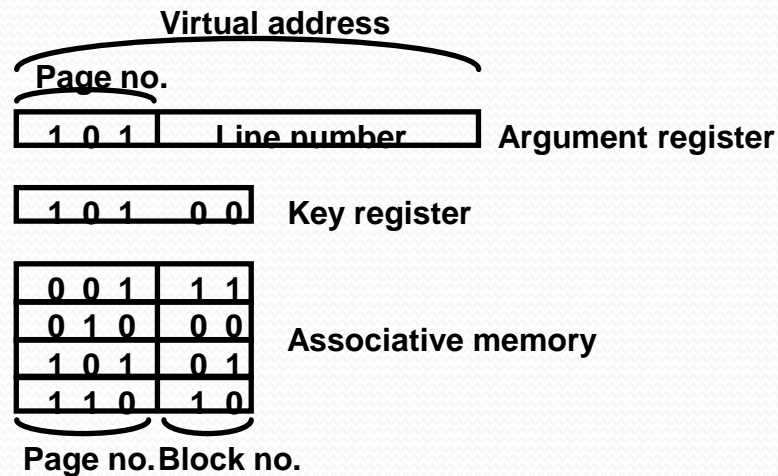 Virtual address
Page no.
1 0 1 Line number Argument register
1 0 1 0 0 Key register
0 0 1 1 1
0 1 0 0 0
Associative memory
1 0 1 0 1
1 1 0 1 0
Page no. Block no.